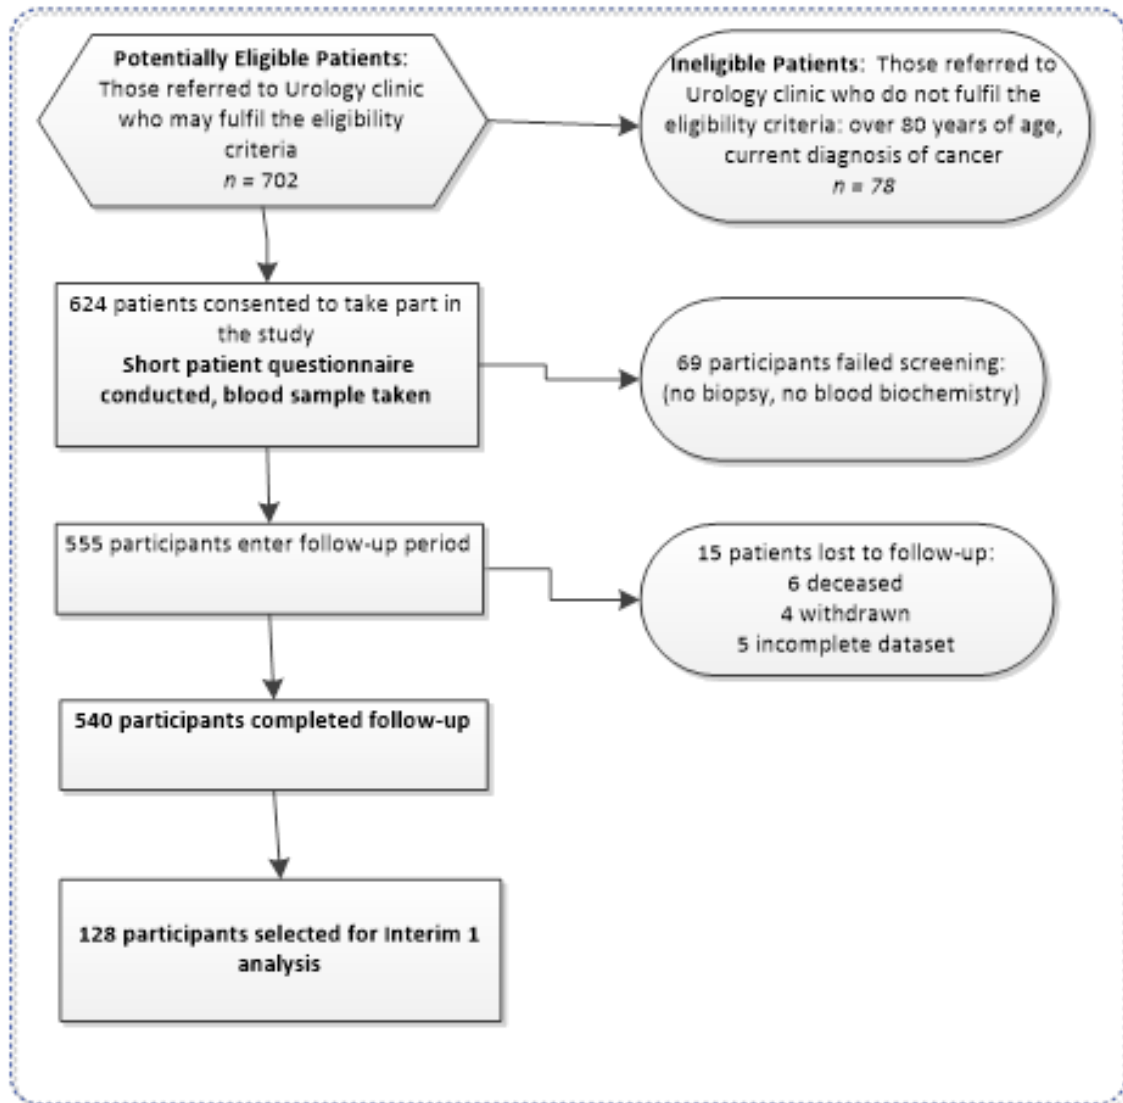 Potentially Eligible Patients:
Those referred to Urology clinic
who may fulfil the eligibility
criteria
n = 702
Ineligible Patients: Those referred to
Urology clinic who do not fulfil the
eligibility criteria: over 80 years of age,
current diagnosis of cancer
n = 78
624 patients consented to take part in
the study
Short patient questionnaire
conducted, blood sample taken
69 participants failed screening:
(no biopsy, no blood biochemistry)
555 participants enter follow-up period
15 patients lost to follow-up:
6 deceased
4 withdrawn
5 incomplete dataset
540 participants completed follow-up
128 participants selected for Interim 1
analysis